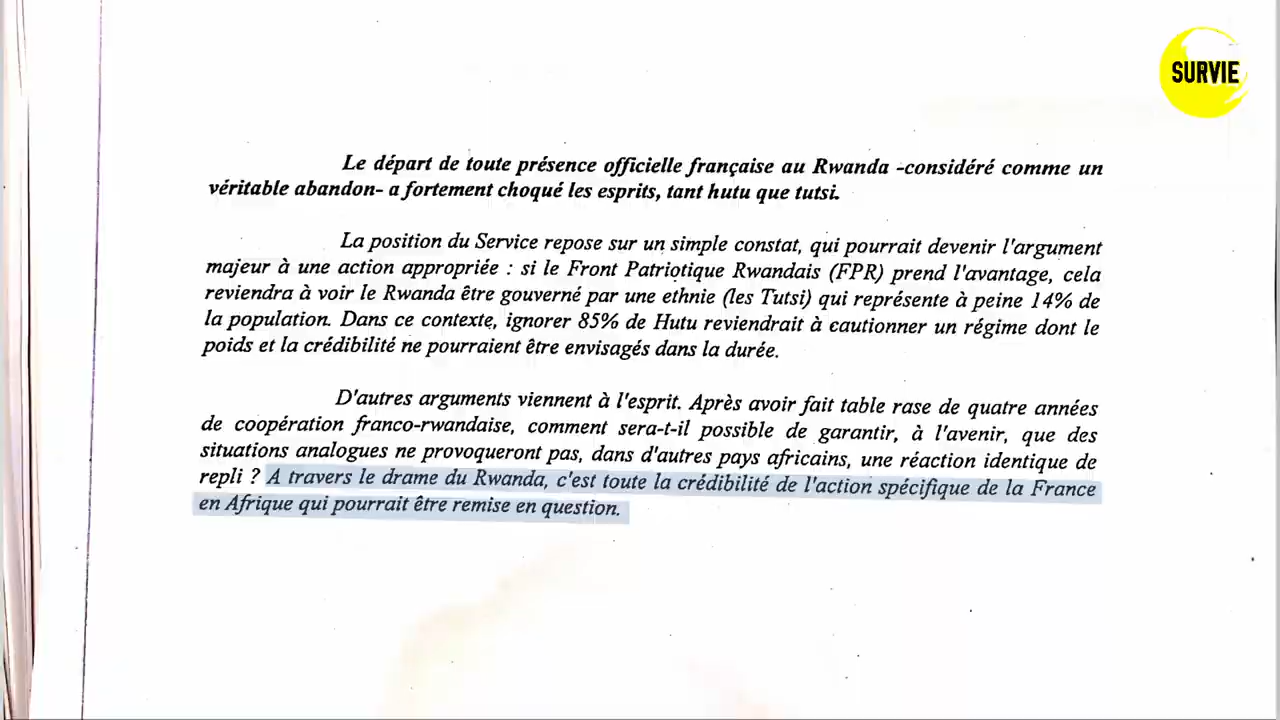 SURVIE
Le départ de toute présence officielle française au Rwanda -considéré comme un
véritable abandon- a fortement choqué les esprits, tant hutu que tutsi.
La position du Service repose sur un simple constat, qui pourrait devenir l'argument
majeur à une action appropriée : si le Front Patriotique Rwandais (FPR) prend l'avantage, cela
reviendra à voir le Rwanda être gouverné par une ethnie (les Tutsi) qui représente à peine 14% de
la population. Dans ce contexte, ignorer 85% de Hutu reviendrait à cautionner un régime dont le
poids et la crédibilité ne pourraient être envisagés dans la durée.
D'autres arguments viennent à l'esprit. Après avoir fait table rase de quatre années
de coopération franco-rwandaise, comment sera-t-il possible de garantir, à l'avenir, que des
situations analogues ne provoqueront pas, dans d'autres pays africains, une réaction identique de
repli ? A travers le drame du Rwanda, c'est toute la crédibilité de l'action spécifique de la France
en Afrique qui pourrait être remise en question.